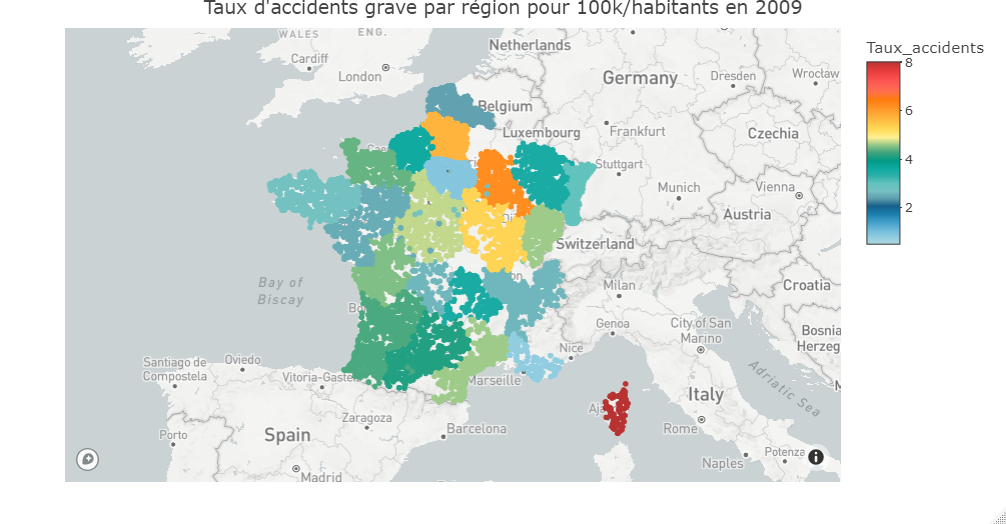 Taux d'accidents grave par région pour 100k/habitants en 2009
Taux_accidents
8
6
4
2
WALES
ENG.
Cardiff
London
Netherlands
Germany
Dresden
Wrocław
Belgium
Luxembourg
Frankfurt
Czechia
Stuttgart
Munich
Vienna
Austria
Switzerland
Bay of
Biscay
Milan
Croatia
Genoa
City of San
Marino
Bosnia
Herzeg
Nice
Marseille
Santiago de
Compostela
Oviedo
Vitoria-Gaste
Adriatic Sea
Italy
Rome
Zaragoza
Barcelona
Porto
Spain
Madrid
Naples
Potenza